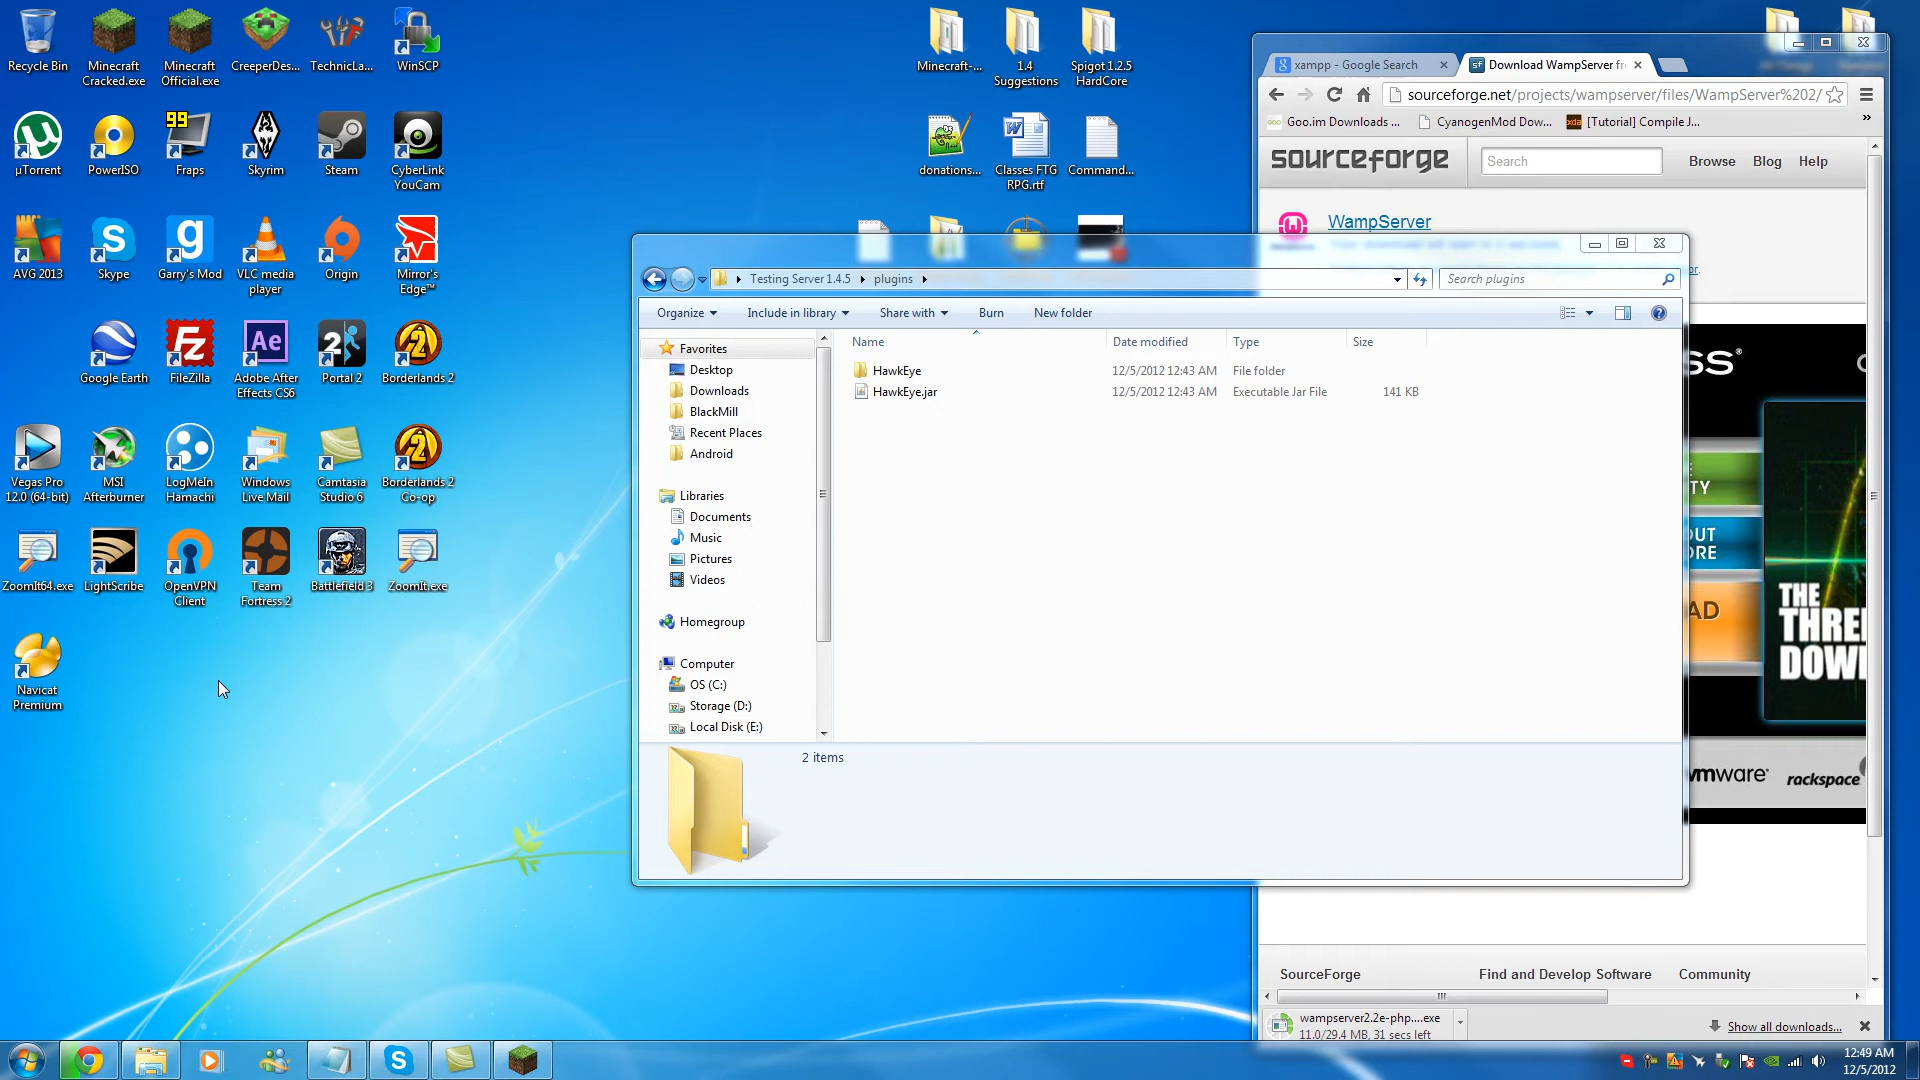 Recycle Bin
Minecraft Cracked.exe
Minecraft Official.exe
CreeperDes...
TechnicLa...
WinSCP
µTorrent
PowerISO
99
Fraps
Skyrim
Steam
CyberLink YouCam
AVG 2013
Skype
Garry's Mod
VLC media player
Origin
Mirror's Edge™
Google Earth
FileZilla
Ae
Adobe After Effects CS6
Portal 2
Borderlands 2
Vegas Pro 12.0 (64-bit)
MSI Afterburner
LogMeIn Hamachi
Windows Live Mail
Camtasia Studio 6
Borderlands 2 Co-op
ZoomIt64.exe
LightScribe
OpenVPN Client
Team Fortress 2
Battlefield 3
ZoomIt.exe
Navicat Premium
Minecraft-...
1.4 Suggestions
Spigot 1.2.5 HardCore
donations...
Classes FTG RPG.rtf
Command...
xampp - Google Search
Download WampServer fr
sourceforge.net/projects/wampserver/files/WampServer%202/
Goo.im Downloads ...
CyanogenMod Dow...
[Tutorial] Compile J...
»
sourceforge
Search
Browse
Blog
Help
WampServer
Testing Server 1.4.5
plugins
Search plugins
Organize
Include in library
Share with
Burn
New folder
Name
Date modified
Type
Size
HawkEye
12/5/2012 12:43 AM
File folder
HawkEye.jar
12/5/2012 12:43 AM
Executable Jar File
141 KB
Favorites
Desktop
Downloads
BlackMill
Recent Places
Android
Libraries
Documents
Music
Pictures
Videos
Homegroup
Computer
OS (C:)
Storage (D:)
Local Disk (E:)
2 items
SS®
TY
OUT
ORE
AD
THE
THRE
DOW
vmware®
rackspace
SourceForge
Find and Develop Software
Community
wampserver2.2e-php....exe
11.0/29.4 MB, 31 secs left
Show all downloads...
12:49 AM
12/5/2012